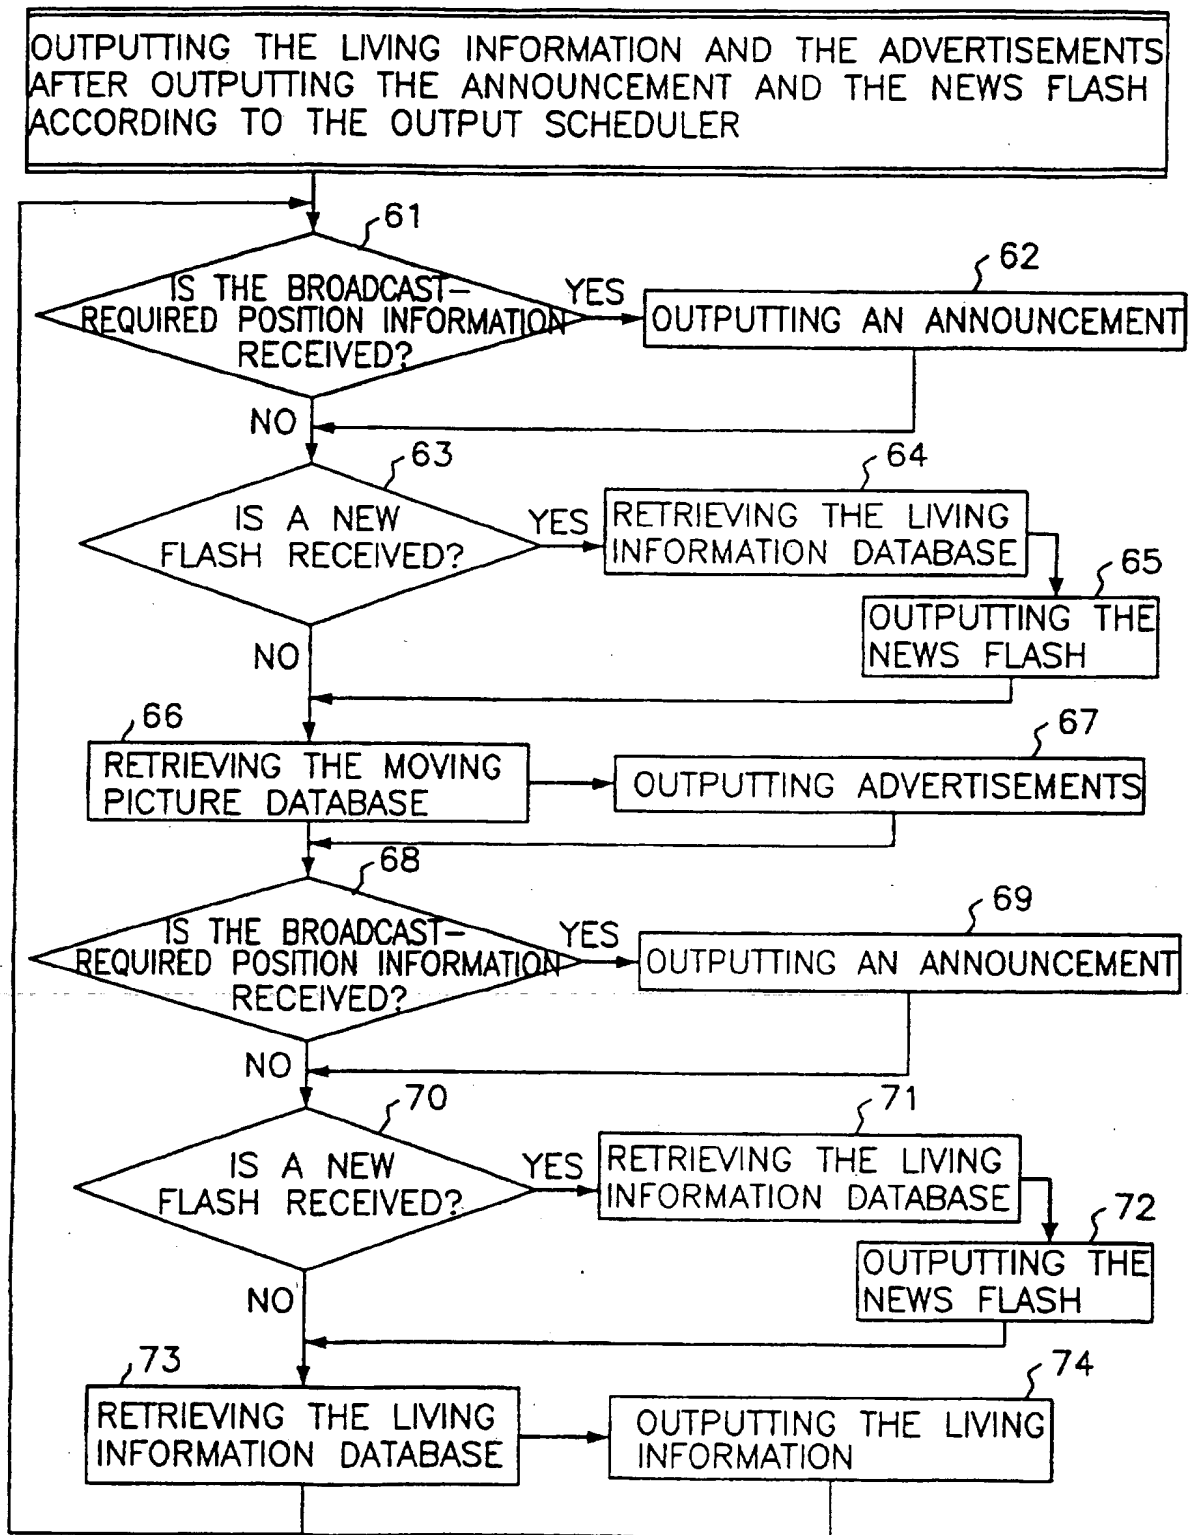 OUTPUTTING THE LIVING INFORMATION AND THE ADVERTISEMENTS
AFTER OUTPUTTING THE ANNOUNCEMENT AND THE NEWS FLASH
ACCORDING TO THE OUTPUT SCHEDULER
61
IS THE BROADCAST-
REQUIRED POSITION INFORMATION
RECEIVED?
YES
62
OUTPUTTING AN ANNOUNCEMENT
NO
63
IS A NEW
FLASH RECEIVED?
YES
64
RETRIEVING THE LIVING
INFORMATION DATABASE
65
OUTPUTTING THE
NEWS FLASH
NO
66
RETRIEVING THE MOVING
PICTURE DATABASE
67
OUTPUTTING ADVERTISEMENTS
68
IS THE BROADCAST-
REQUIRED POSITION INFORMATION
RECEIVED?
YES
69
OUTPUTTING AN ANNOUNCEMENT
NO
70
IS A NEW
FLASH RECEIVED?
YES
71
RETRIEVING THE LIVING
INFORMATION DATABASE
72
OUTPUTTING THE
NEWS FLASH
NO
73
RETRIEVING THE LIVING
INFORMATION DATABASE
74
OUTPUTTING THE LIVING
INFORMATION